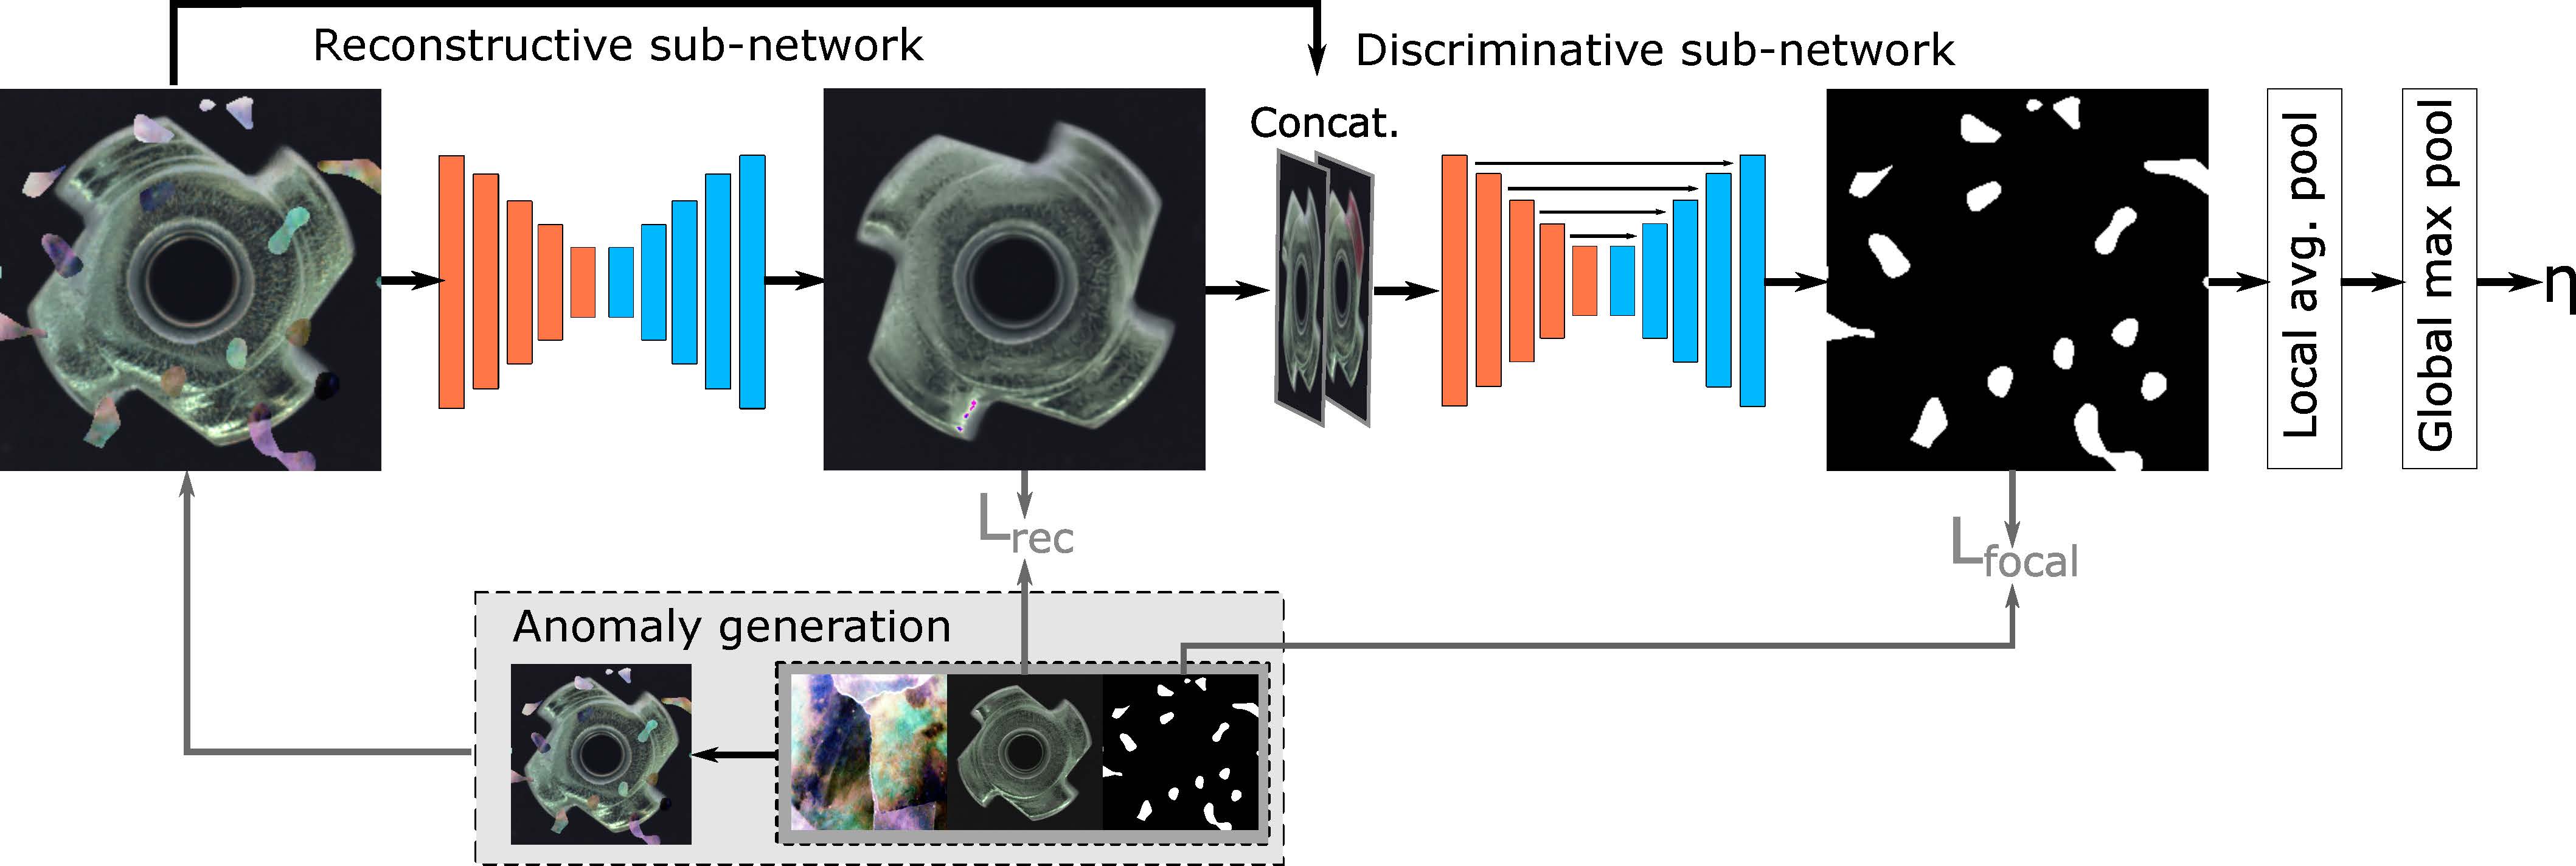 Reconstructive sub-network
Discriminative sub-network
Concat.
Local avg. pool
Global max pool
η
Lrec
Lfocal
Anomaly generation